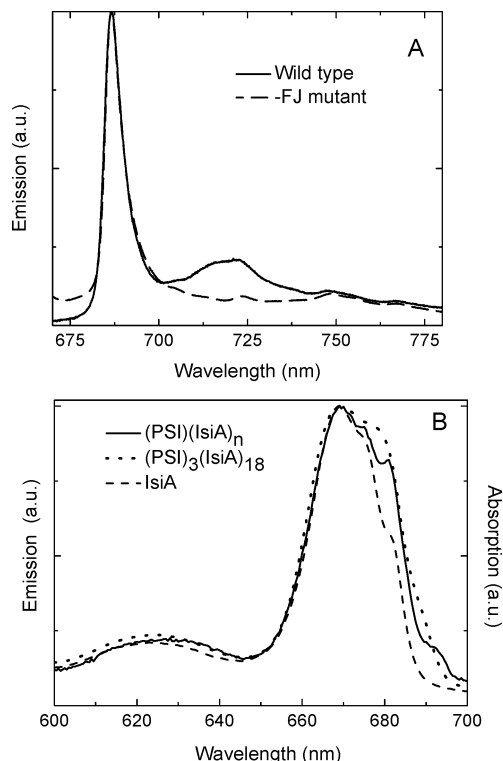 A
Wild type
-FJ mutant
Emission (a.u.)
675 700 725 750 775
Wavelength (nm)
B
(PSI)(IsiA)n
(PSI)3(IsiA)18
IsiA
Emission (a.u.)
Absorption (a.u.)
600 620 640 660 680 700
Wavelength (nm)